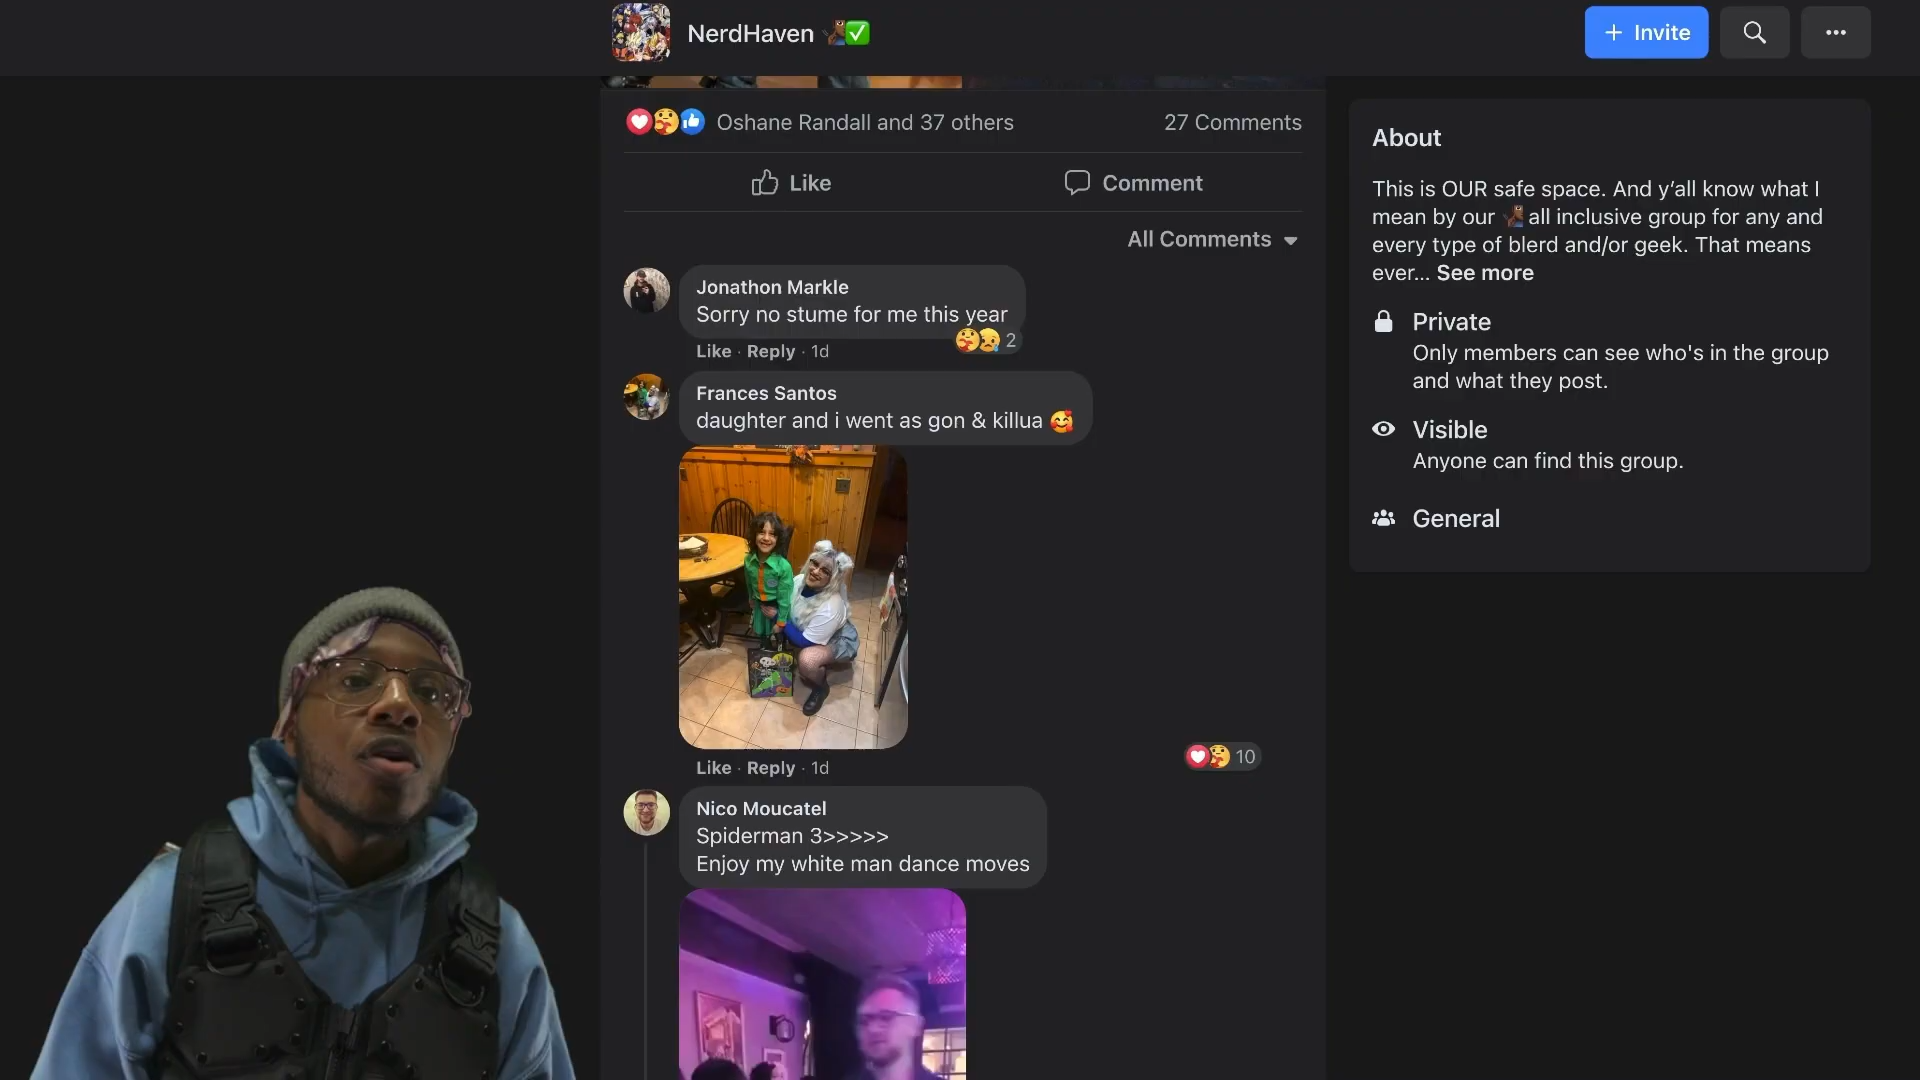 NerdHaven
+ Invite
Oshane Randall and 37 others
27 Comments
Like
Comment
All Comments
Jonathon Markle
Sorry no stume for me this year
2
Like · Reply · 1d
Frances Santos
daughter and i went as gon & killua 🥰
10
Like · Reply · 1d
Nico Moucatel
Spiderman 3>>>>>
Enjoy my white man dance moves
About
This is OUR safe space. And y'all know what I
mean by our all inclusive group for any and
every type of blerd and/or geek. That means
ever... See more
Private
Only members can see who's in the group
and what they post.
Visible
Anyone can find this group.
General